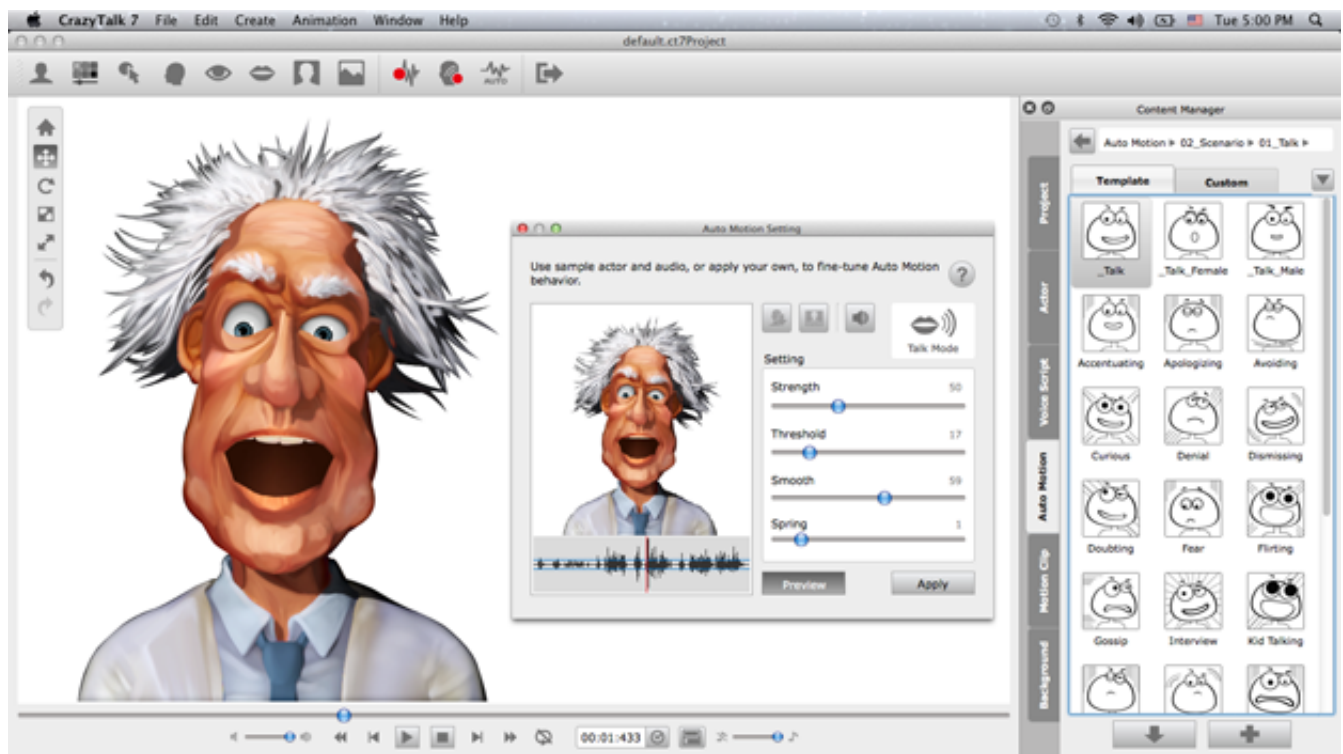 CrazyTalk 7 File Edit Create Animation Window Help
Tue 5:00 PM
default.ct7Project
AUTO
Content Manager
Auto Motion 02_Scenario 01_Talk
Template Custom
Project
Actor
Voice Script
Auto Motion
Motion Clip
Background
_Talk _Talk_Female _Talk_Male
Accentuating Apologizing Avoiding
Curious Denial Dismissing
Doubting Fear Flirting
Gossip Interview Kid Talking
Auto Motion Setting
Use sample actor and audio, or apply your own, to fine-tune Auto Motion
behavior.
?
Talk Mode
Setting
Strength 50
Threshold 17
Smooth 59
Spring 1
Preview Apply
00:01:433